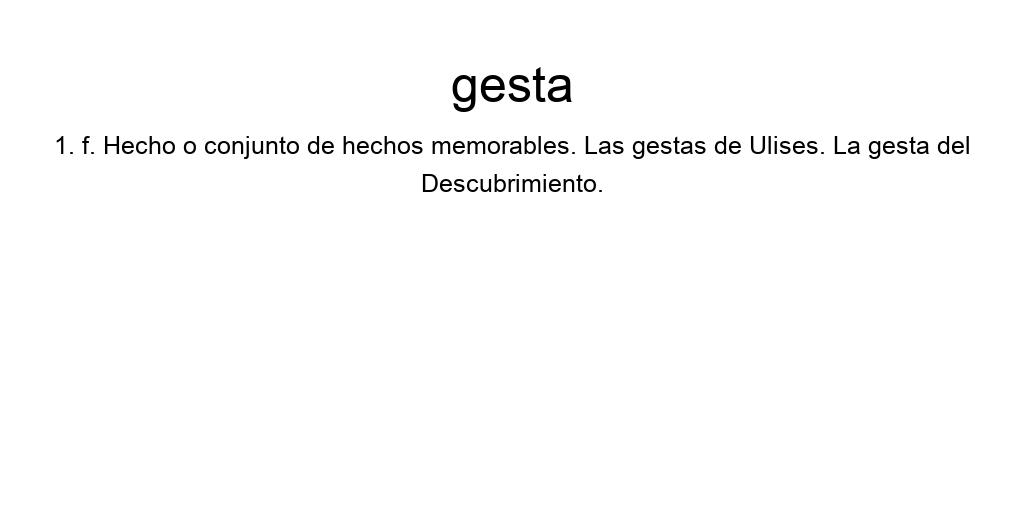 gesta
1. f. Hecho o conjunto de hechos memorables. Las gestas de Ulises. La gesta del
Descubrimiento.